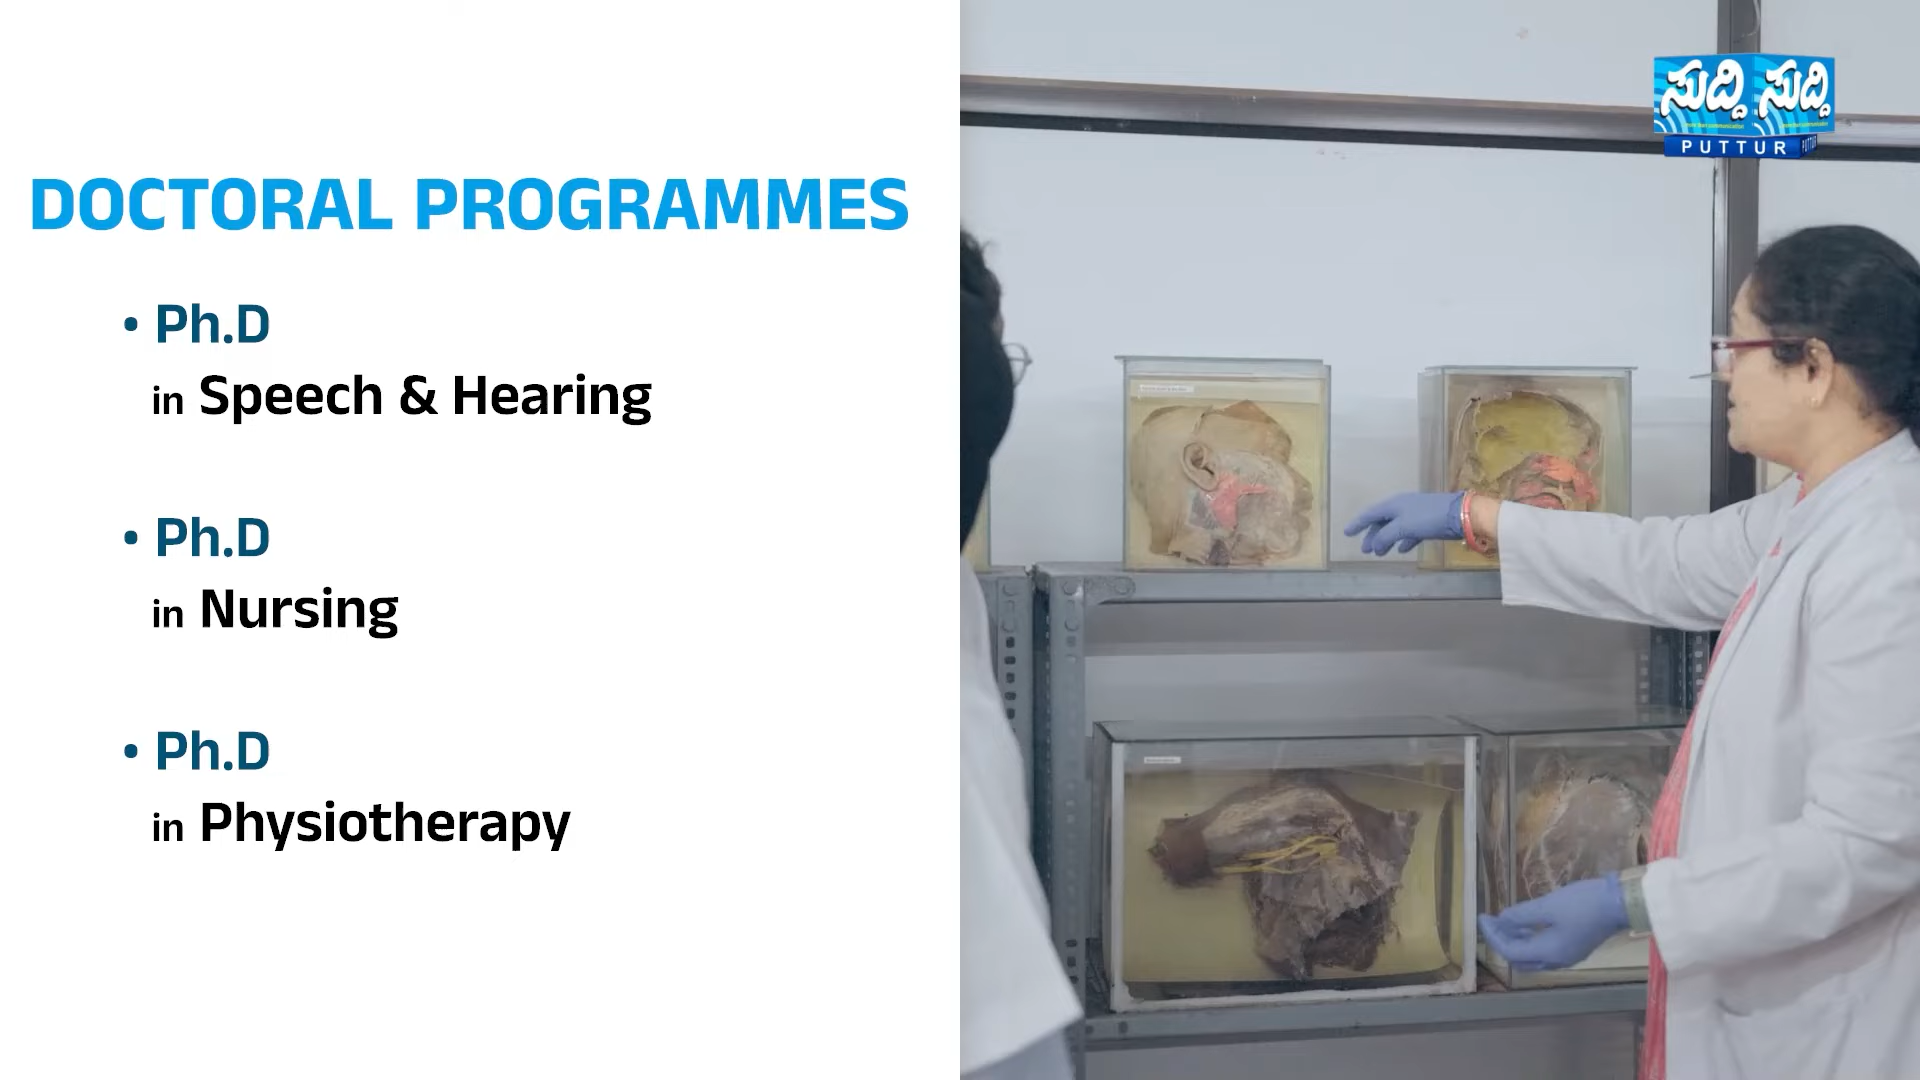 DOCTORAL PROGRAMMES
• Ph.D
in Speech & Hearing
• Ph.D
in Nursing
• Ph.D
in Physiotherapy
ಸುದ್ದಿ ಸುದ್ದಿ
PUTTUR